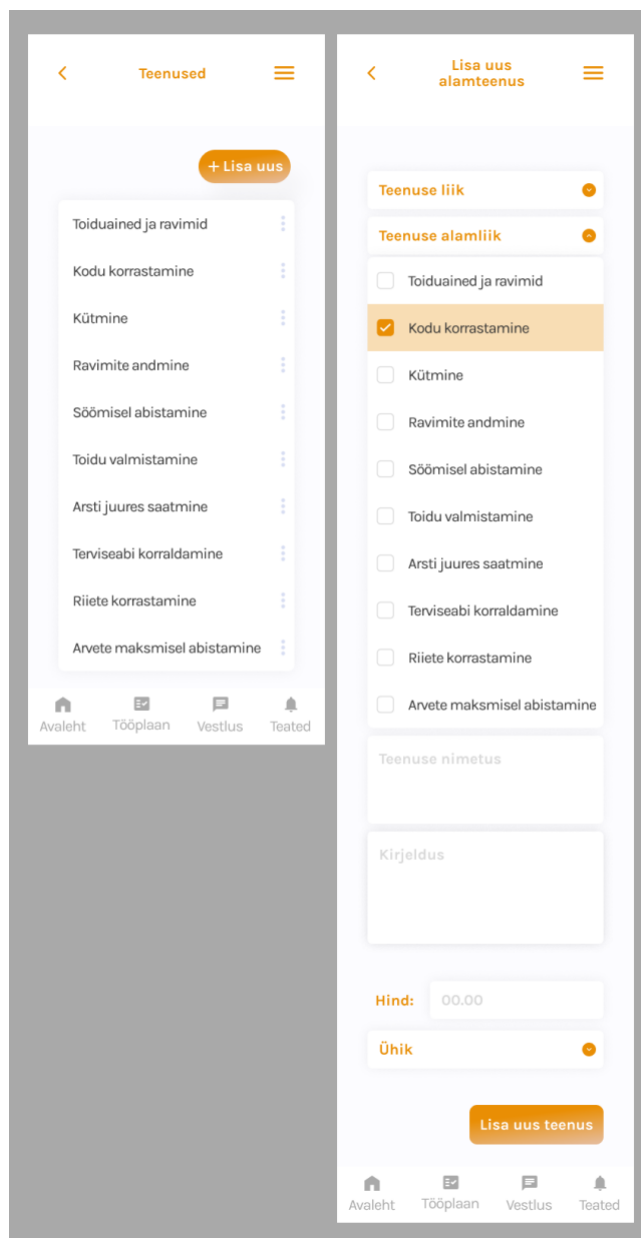 Teenused
+ Lisa uus
Toiduained ja ravimid
Kodu korrastamine
Kütmine
Ravimite andmine
Söömisel abistamine
Toidu valmistamine
Arsti juures saatmine
Terviseabi korraldamine
Riiete korrastamine
Arvete maksmisel abistamine
Avaleht Tööplaan Vestlus Teated
Lisa uus
alamteenus
Teenuse liik
Teenuse alamliik
Toiduained ja ravimid
Kodu korrastamine
Kütmine
Ravimite andmine
Söömisel abistamine
Toidu valmistamine
Arsti juures saatmine
Terviseabi korraldamine
Riiete korrastamine
Arvete maksmisel abistamine
Teenuse nimetus
Kirjeldus
Hind: 00.00
Ühik
Lisa uus teenus
Avaleht Tööplaan Vestlus Teated